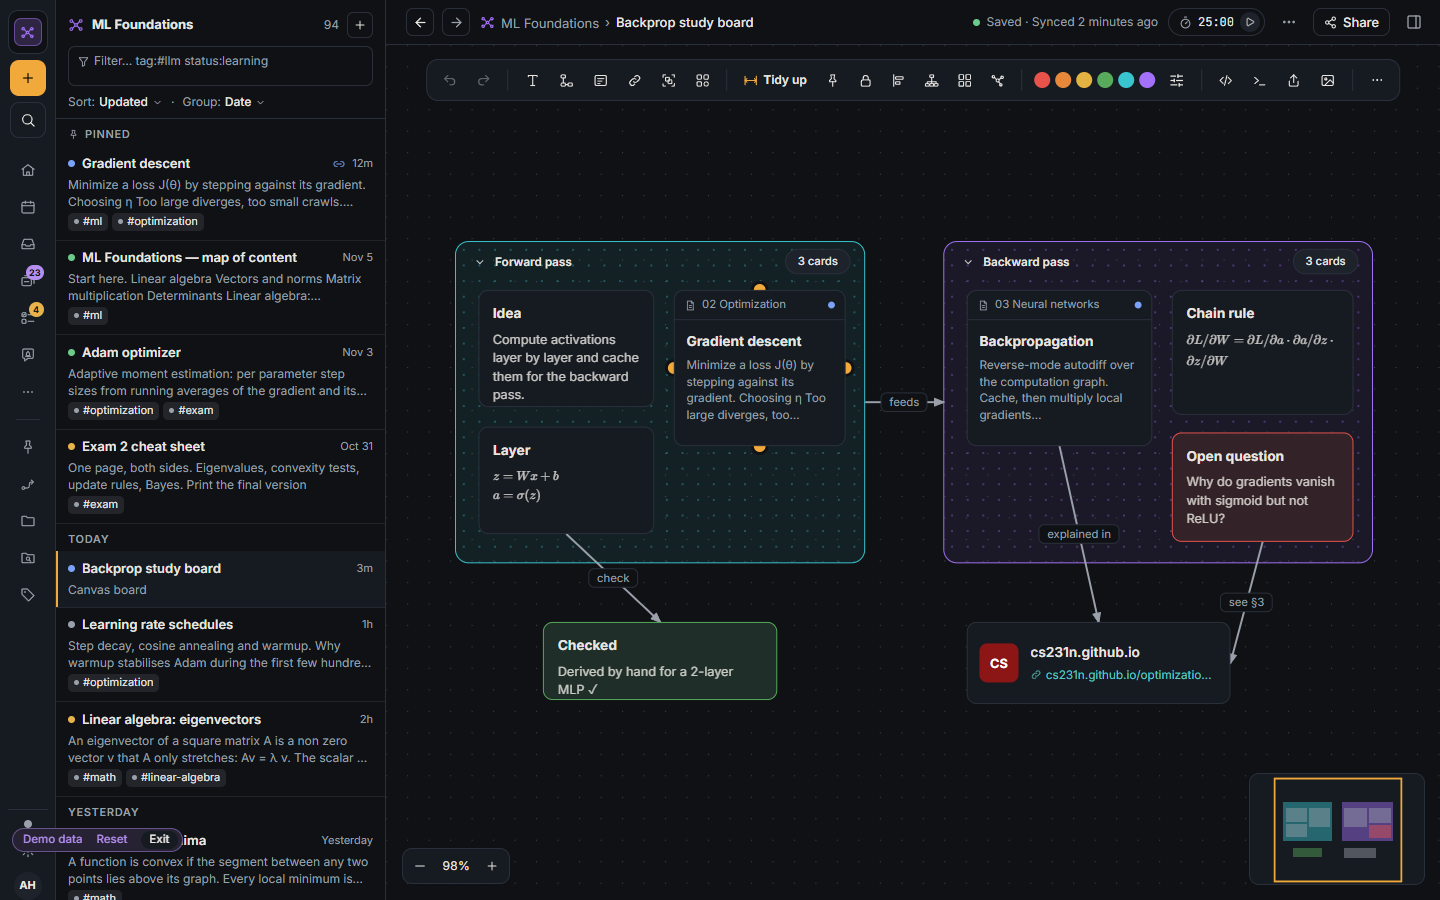 ML Foundations 94
Filter... tag:#llm status:learning
Sort: Updated · Group: Date
PINNED
Gradient descent 12m
Minimize a loss J(θ) by stepping against its gradient.
Choosing η Too large diverges, too small crawls....
#ml #optimization
ML Foundations — map of content Nov 5
Start here. Linear algebra Vectors and norms Matrix
multiplication Determinants Linear algebra:...
#ml
Adam optimizer Nov 3
Adaptive moment estimation: per parameter step
sizes from running averages of the gradient and its...
#optimization #exam
Exam 2 cheat sheet Oct 31
One page, both sides. Eigenvalues, convexity tests,
update rules, Bayes. Print the final version
#exam
TODAY
Backprop study board 3m
Canvas board
Learning rate schedules 1h
Step decay, cosine annealing and warmup. Why
warmup stabilises Adam during the first few hundre...
#optimization
Linear algebra: eigenvectors 2h
An eigenvector of a square matrix A is a non zero
vector v that A only stretches: Av = λ v. The scalar ...
#math #linear-algebra
YESTERDAY
ima Yesterday
A function is convex if the segment between any two
points lies above its graph. Every local minimum is...
#math
23
4
Demo data Reset Exit
AH
ML Foundations › Backprop study board
Saved · Synced 2 minutes ago
25:00
Share
Tidy up
Forward pass 3 cards
Idea
Compute activations
layer by layer and cache
them for the backward
pass.
02 Optimization
Gradient descent
Minimize a loss J(θ) by
stepping against its
gradient. Choosing η Too
large diverges, too...
Layer
z = Wx + b
a = σ(z)
feeds
Backward pass 3 cards
03 Neural networks
Backpropagation
Reverse-mode autodiff over
the computation graph.
Cache, then multiply local
gradients...
Chain rule
∂L/∂W = ∂L/∂a · ∂a/∂z ·
∂z/∂W
Open question
Why do gradients vanish
with sigmoid but not
ReLU?
explained in
check
see §3
Checked
Derived by hand for a 2-layer
MLP ✓
CS
cs231n.github.io
cs231n.github.io/optimizatio...
98%